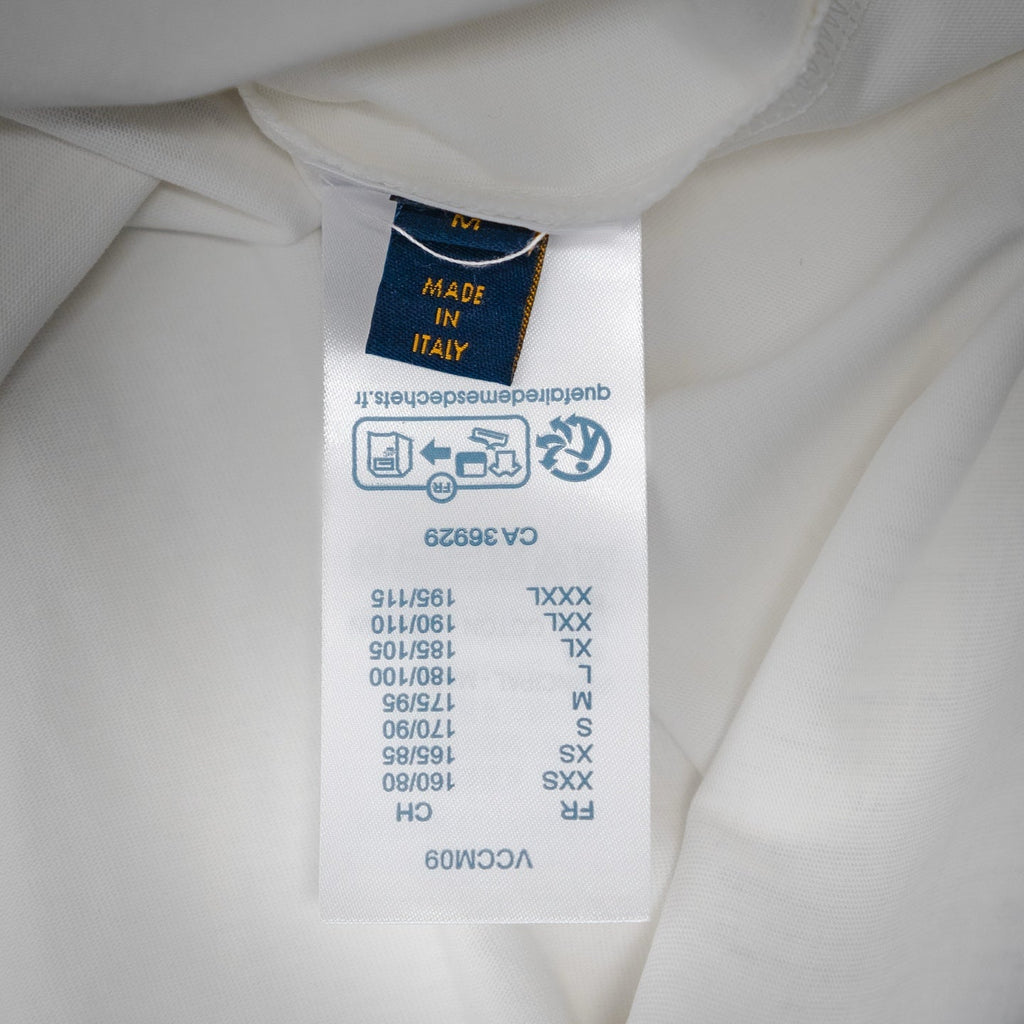 M
MADE
IN
ITALY
VCCM09
FR CH
XXS 160/80
XS 165/85
S 170/90
M 175/95
L 180/100
XL 185/105
XXL 190/110
XXXL 195/115
CA 36929
FR
quefairedemesdechets.fr